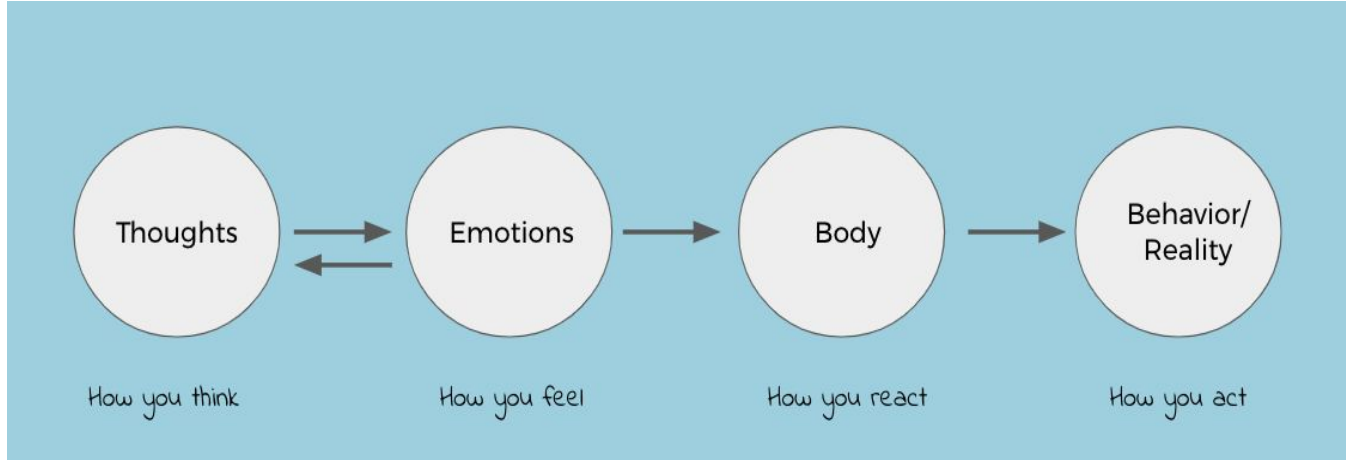 Thoughts
Emotions
Body
Behavior/
Reality
How you think
How you feel
How you react
How you act